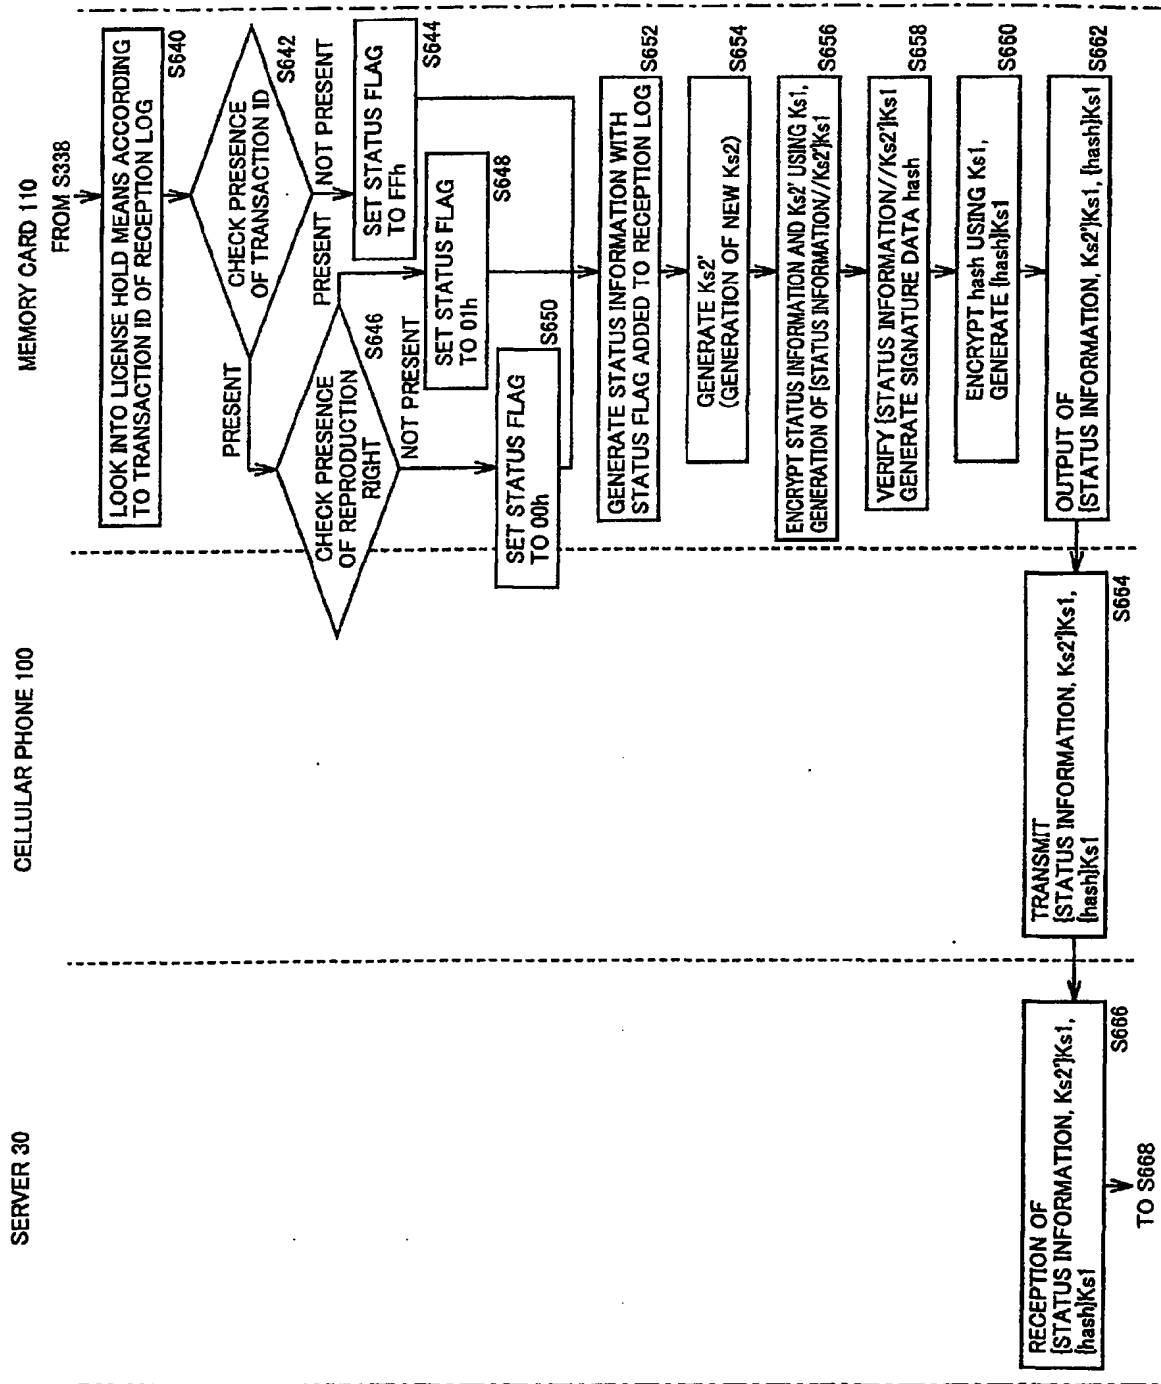 SERVER 30
CELLULAR PHONE 100
MEMORY CARD 110
FROM S338
LOOK INTO LICENSE HOLD MEANS ACCORDING
TO TRANSACTION ID OF RECEPTION LOG
S640
CHECK PRESENCE
OF TRANSACTION ID
S642
PRESENT
NOT PRESENT
SET STATUS FLAG
TO FFh
S644
CHECK PRESENCE
OF REPRODUCTION
RIGHT
S646
PRESENT
NOT PRESENT
SET STATUS FLAG
TO 01h
S648
SET STATUS FLAG
TO 00h
S650
GENERATE STATUS INFORMATION WITH
STATUS FLAG ADDED TO RECEPTION LOG
S652
GENERATE Ks2'
(GENERATION OF NEW Ks2)
S654
ENCRYPT STATUS INFORMATION AND Ks2' USING Ks1,
GENERATION OF {STATUS INFORMATION//Ks2'}Ks1
S656
VERIFY {STATUS INFORMATION//Ks2'}Ks1
GENERATE SIGNATURE DATA hash
S658
ENCRYPT hash USING Ks1,
GENERATE {hash}Ks1
S660
OUTPUT OF
{STATUS INFORMATION, Ks2'}Ks1, {hash}Ks1
S662
TRANSMIT
{STATUS INFORMATION, Ks2'}Ks1,
{hash}Ks1
S664
RECEPTION OF
{STATUS INFORMATION, Ks2'}Ks1,
{hash}Ks1
S666
TO S668